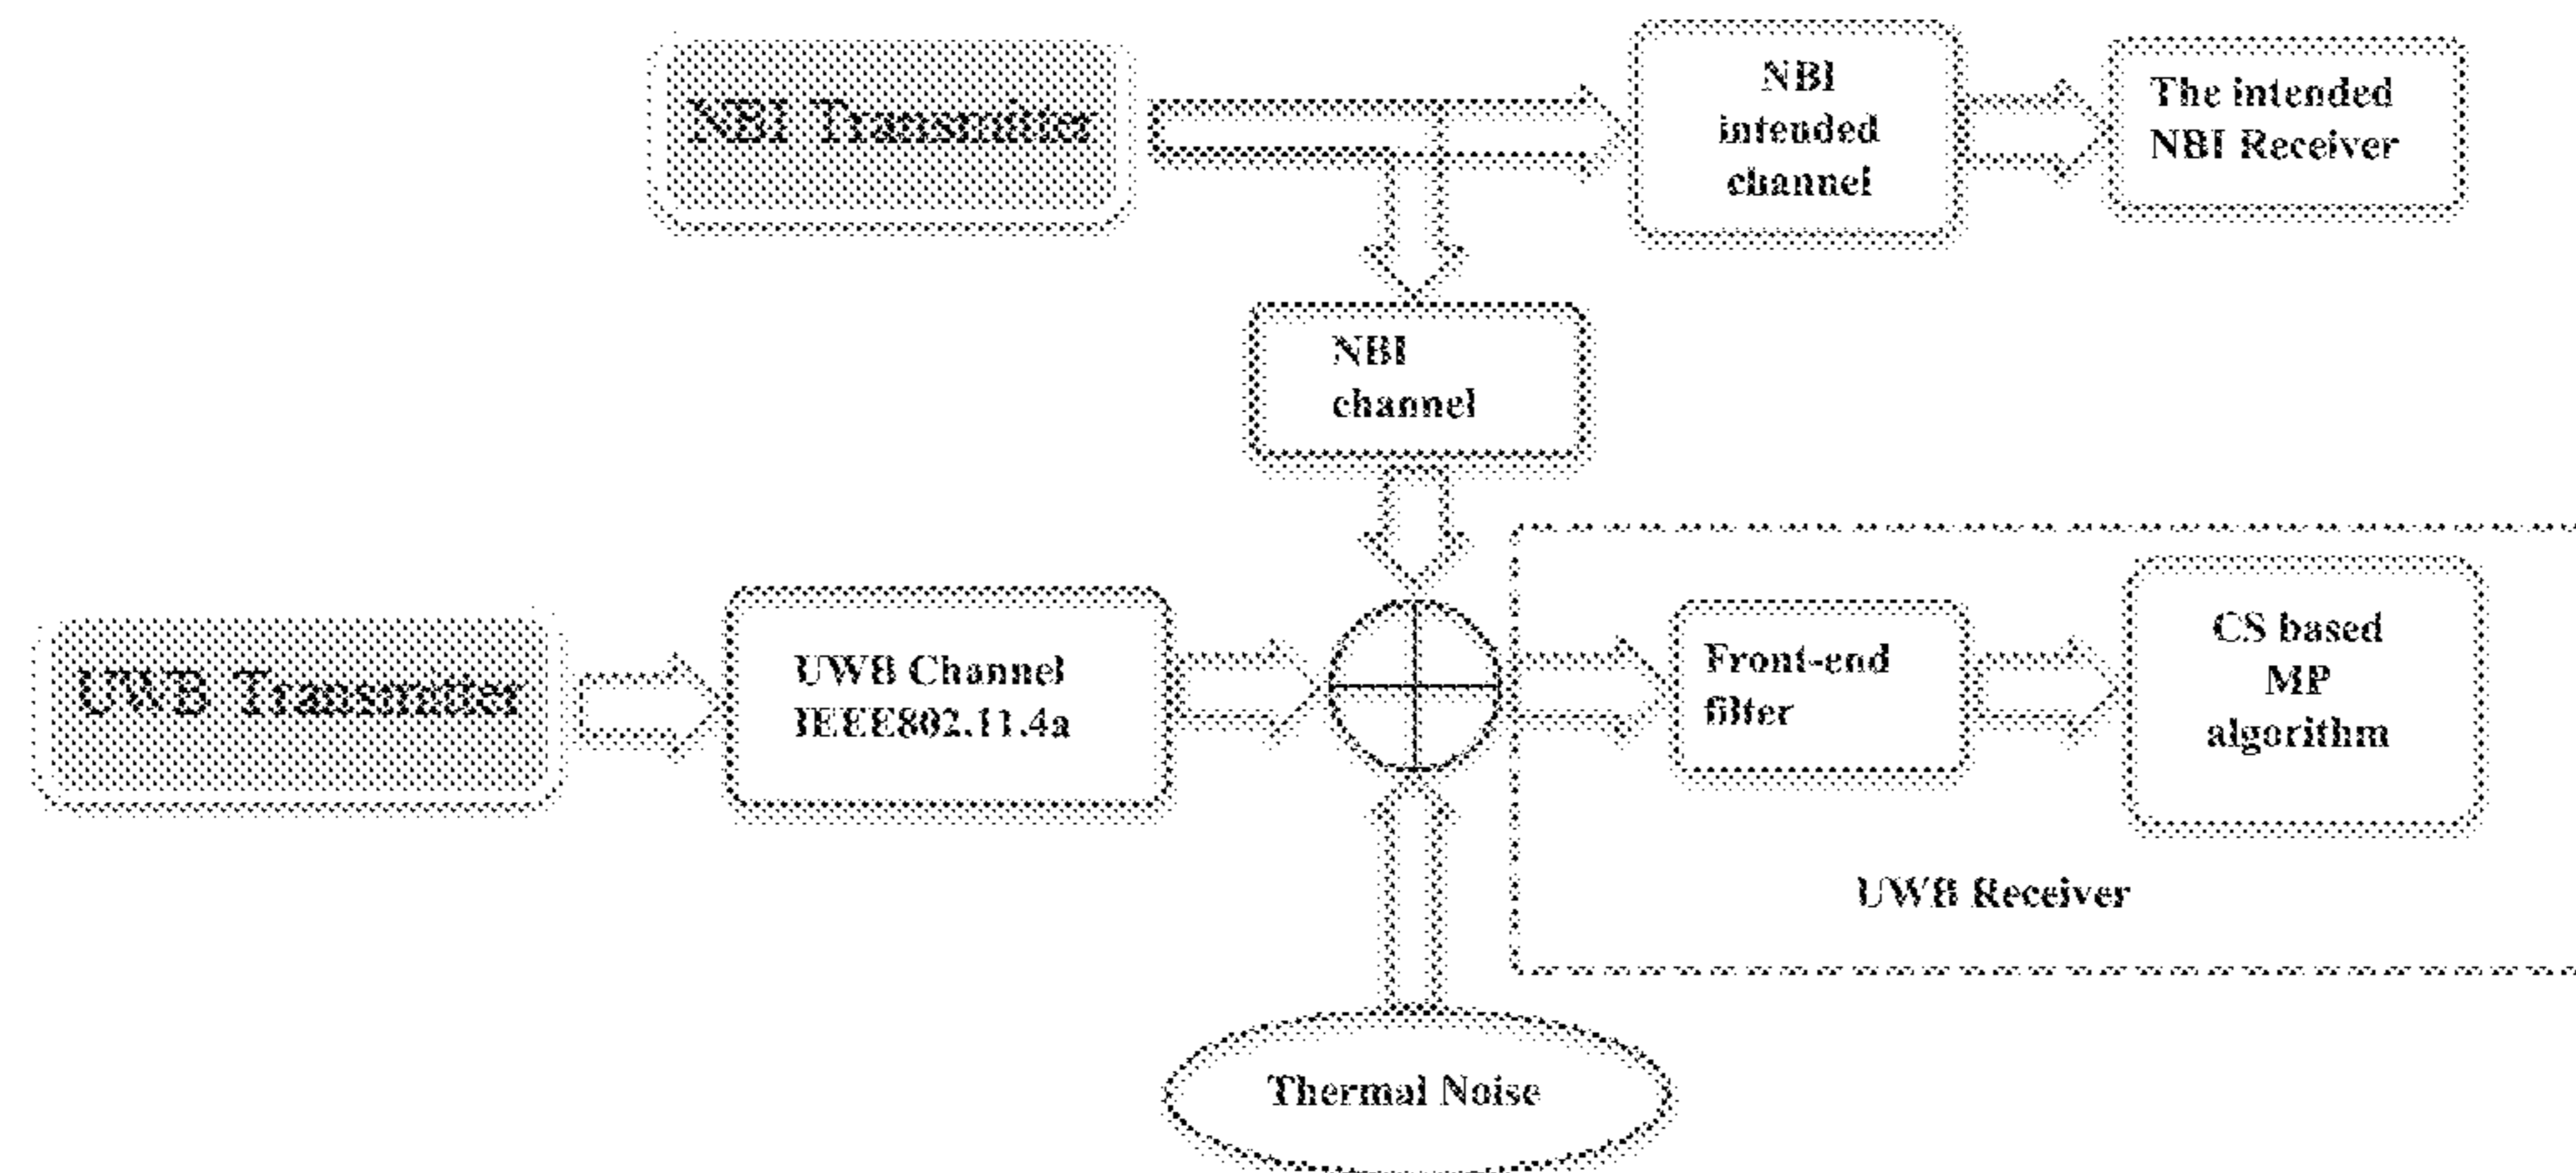 NBI Transmitter
NBI
intended
channel
The intended
NBI Receiver
NBI
channel
UWB Transmitter
UWB Channel
IEEE802.11.4a
Front-end
filter
CS based
MP
algorithm
UWB Receiver
Thermal Noise